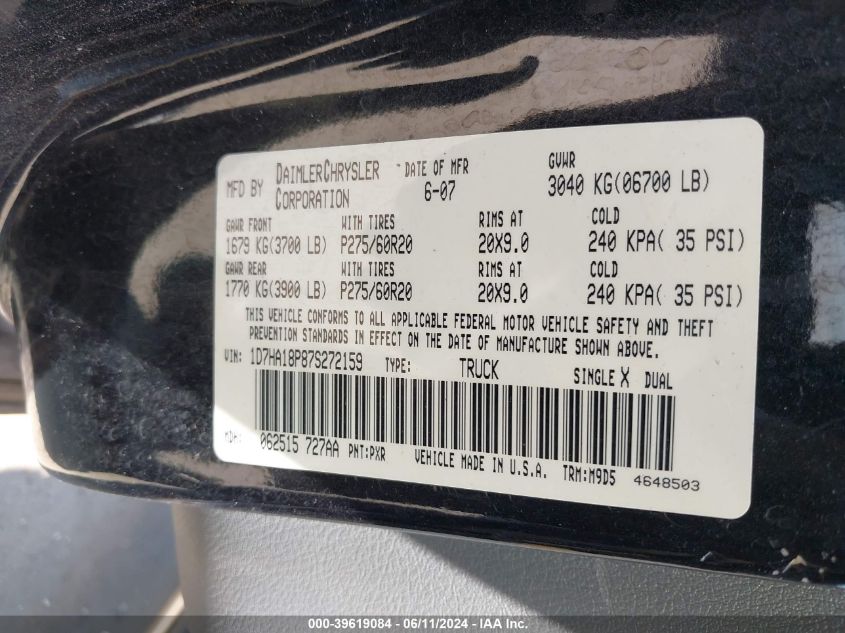 MFD BY DAIMLERCHRYSLER CORPORATION DATE OF MFR 6-07 GVWR 3040 KG(06700 LB)
GAWR FRONT WITH TIRES RIMS AT COLD
1679 KG(3700 LB) P275/60R20 20X9.0 240 KPA( 35 PSI)
GAWR REAR WITH TIRES RIMS AT COLD
1770 KG(3900 LB) P275/60R20 20X9.0 240 KPA( 35 PSI)
THIS VEHICLE CONFORMS TO ALL APPLICABLE FEDERAL MOTOR VEHICLE SAFETY AND THEFT
PREVENTION STANDARDS IN EFFECT ON THE DATE OF MANUFACTURE SHOWN ABOVE.
VIN: 1D7HA18P87S272159 TYPE: TRUCK SINGLE X DUAL
MDH: 062515 727AA PNT:PXR VEHICLE MADE IN U.S.A. TRM:M9D5 4648503
000-39619084 - 06/11/2024 - IAA Inc.